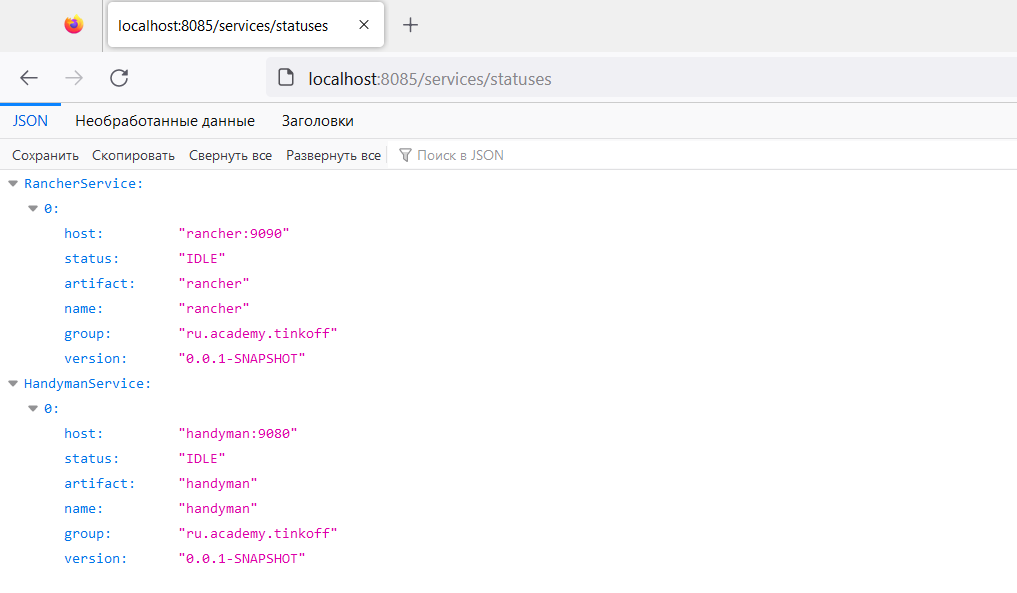 localhost:8085/services/statuses
localhost:8085/services/statuses
JSON Необработанные данные Заголовки
Сохранить Скопировать Свернуть все Развернуть все Поиск в JSON
RancherService:
0:
host: "rancher:9090"
status: "IDLE"
artifact: "rancher"
name: "rancher"
group: "ru.academy.tinkoff"
version: "0.0.1-SNAPSHOT"
HandymanService:
0:
host: "handyman:9080"
status: "IDLE"
artifact: "handyman"
name: "handyman"
group: "ru.academy.tinkoff"
version: "0.0.1-SNAPSHOT"